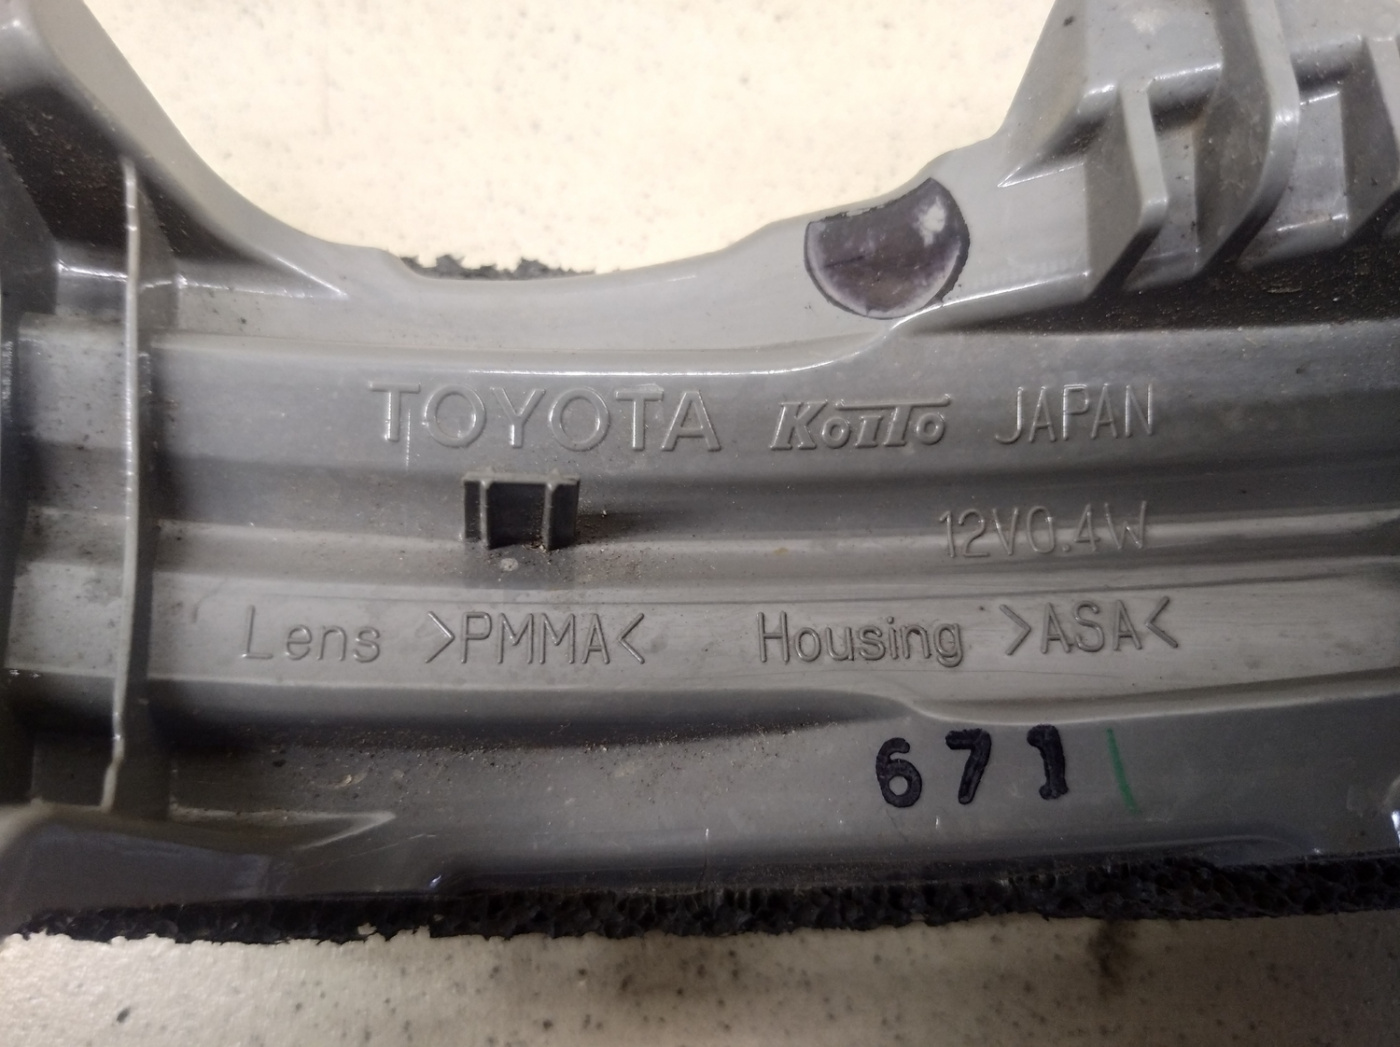 TOYOTA KOITO JAPAN
12V0.4W
Lens >PMMA< Housing >ASA<
671